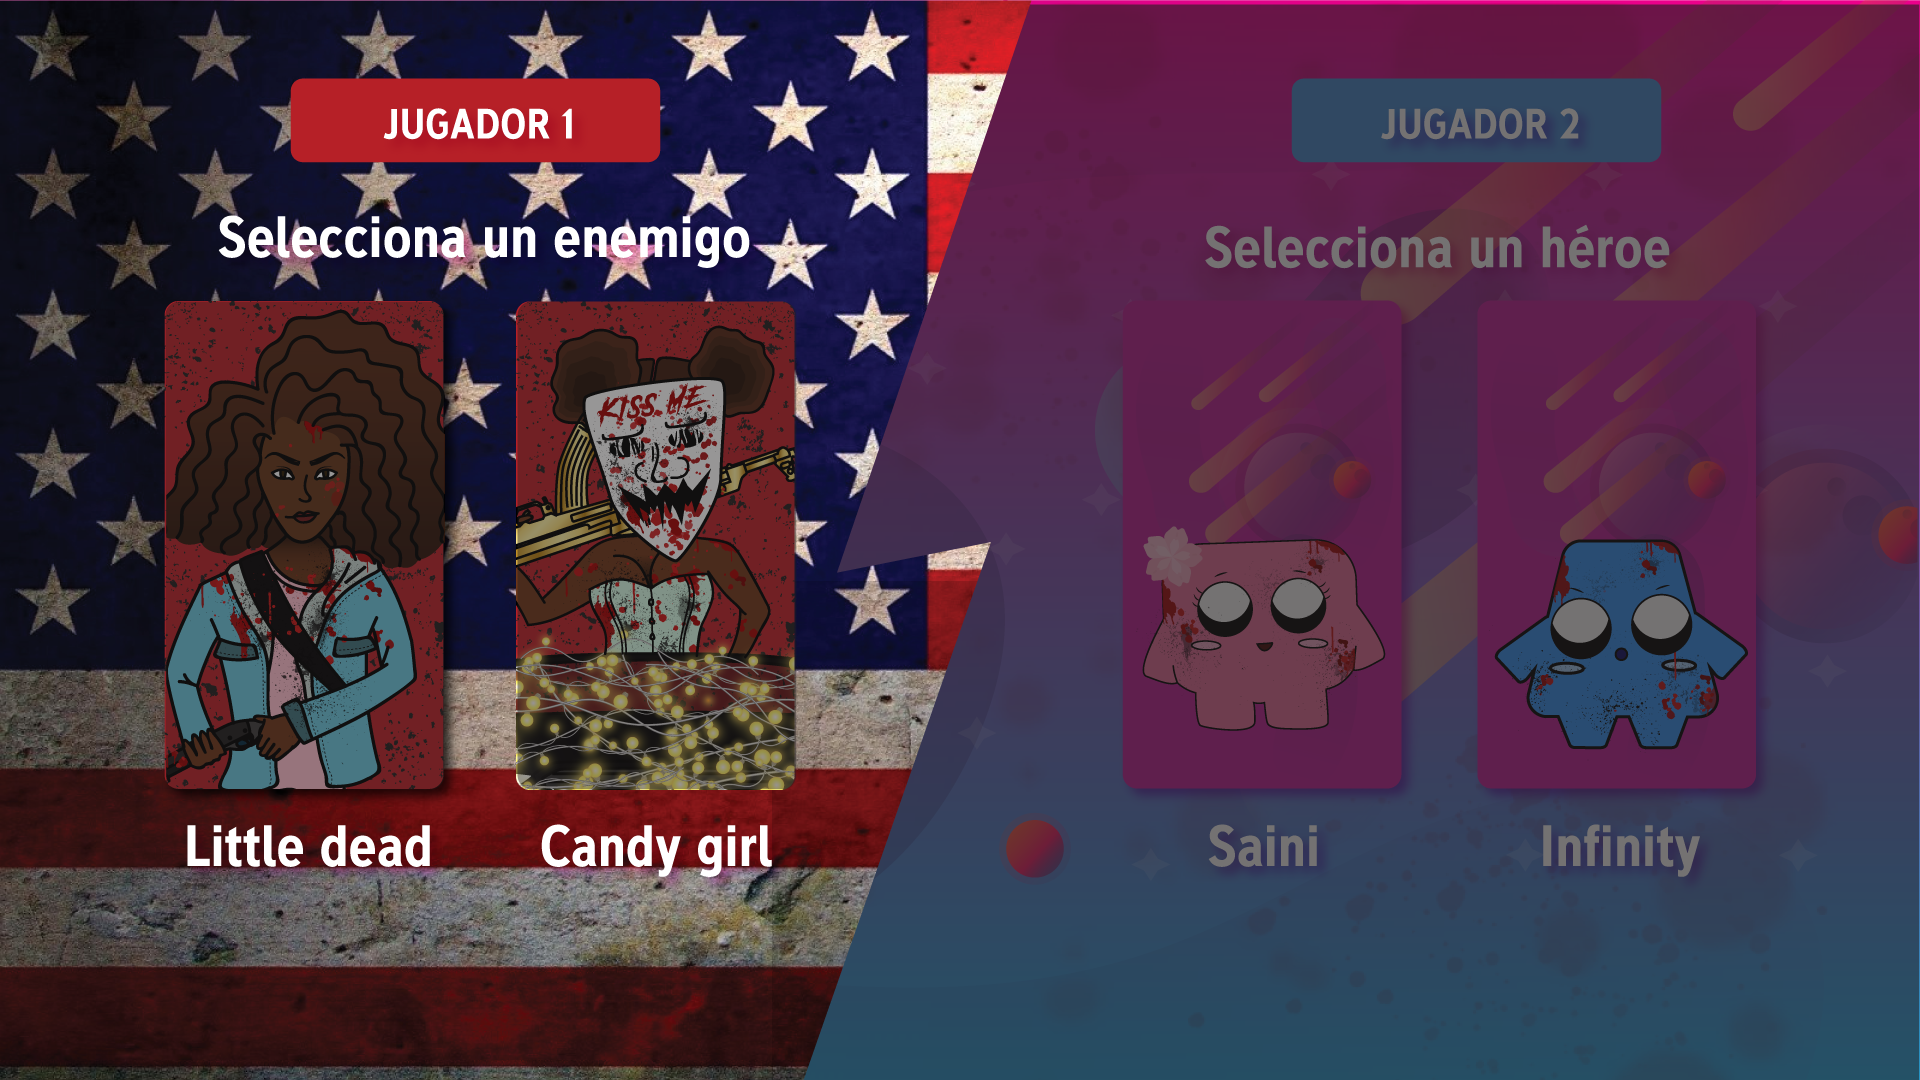 JUGADOR 1
Selecciona un enemigo
KISS ME
Little dead
Candy girl
JUGADOR 2
Selecciona un héroe
Saini
Infinity